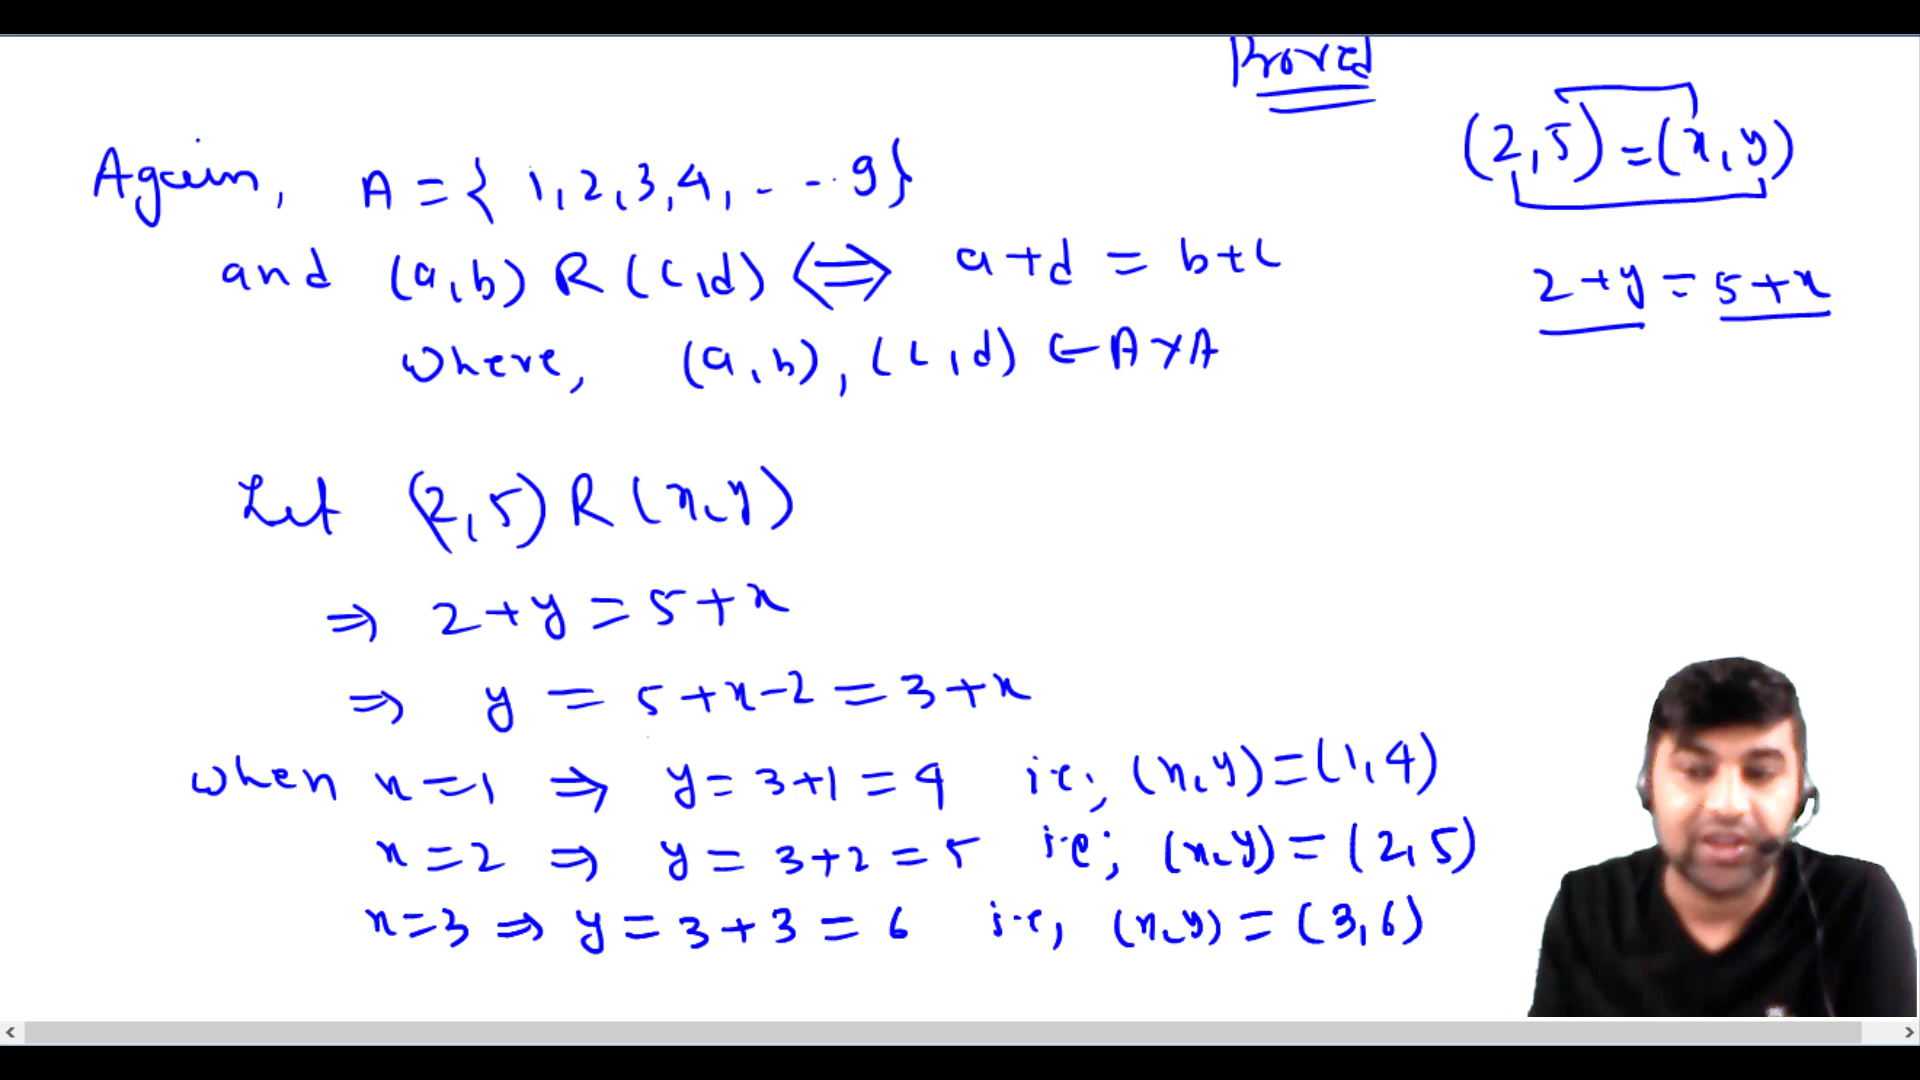 Proved
Again, A = { 1, 2, 3, 4, - - . 9}
and (a, b) R (c, d) ⇔ a + d = b + c
where, (a, b), (c, d) ∈ A × A
(2, 5) = (x, y)
2 + y = 5 + x
Let (2, 5) R (x, y)
⇒ 2 + y = 5 + x
⇒ y = 5 + x - 2 = 3 + x
when x = 1 ⇒ y = 3 + 1 = 4 i.e; (x, y) = (1, 4)
x = 2 ⇒ y = 3 + 2 = 5 i.e; (x, y) = (2, 5)
x = 3 ⇒ y = 3 + 3 = 6 i.e, (x, y) = (3, 6)